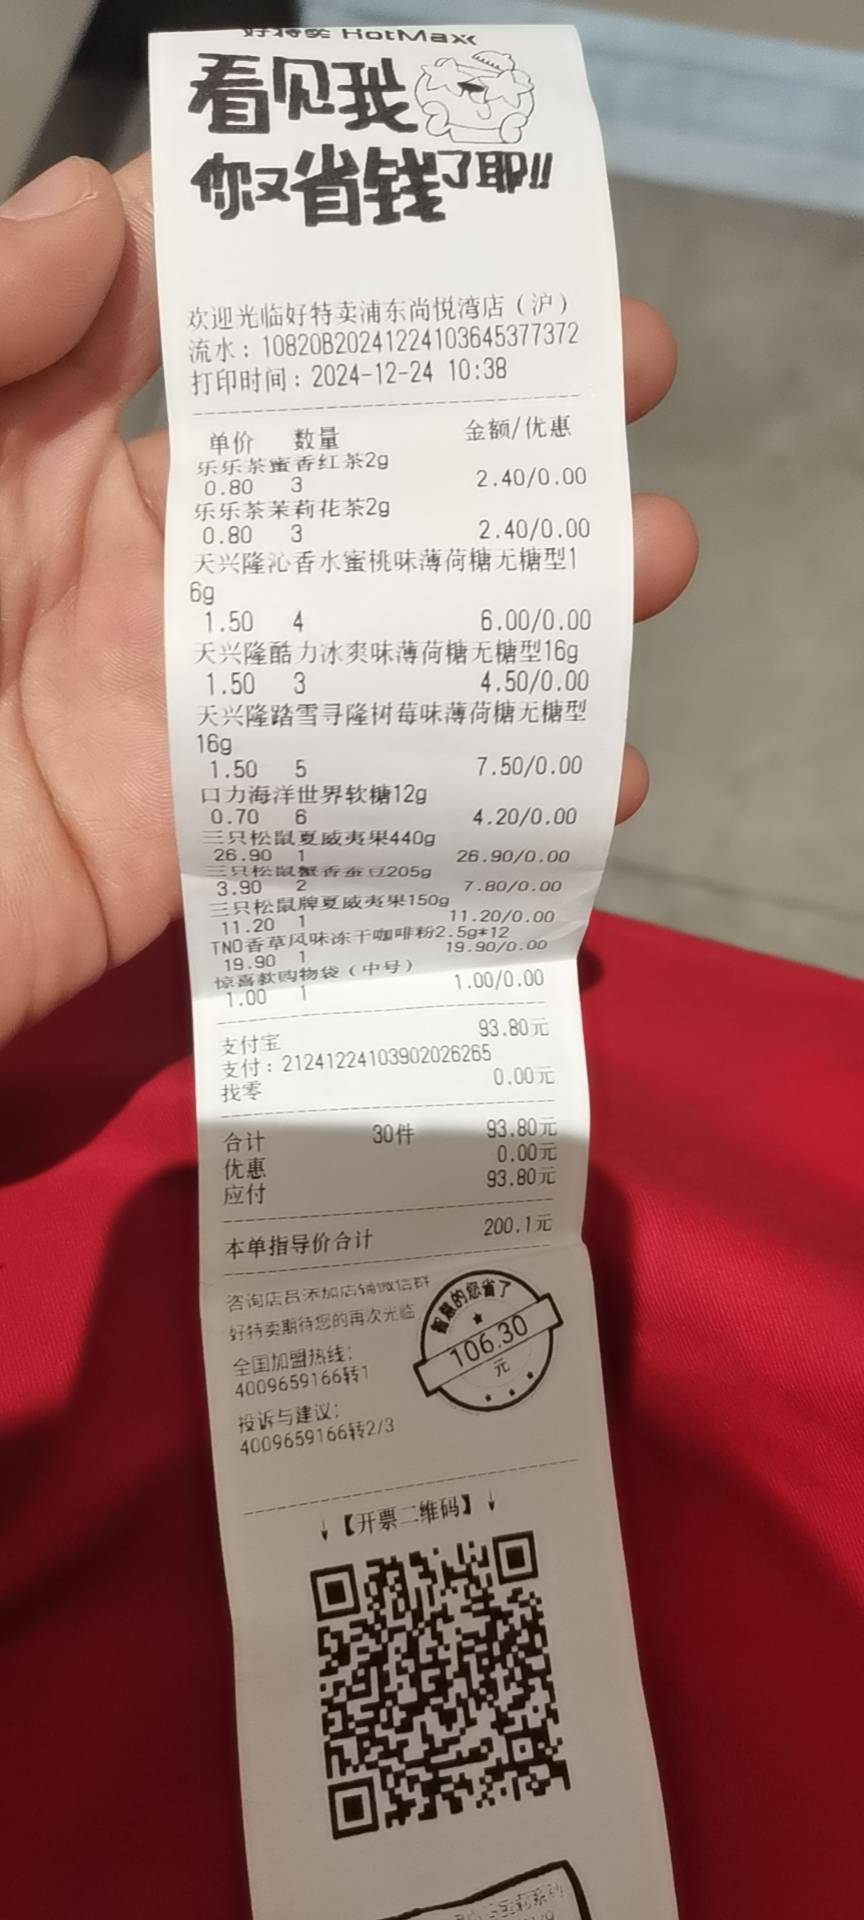 好特卖 HotMaxx
看见我
你又省钱了耶!!
欢迎光临好特卖浦东尚悦湾店（沪）
流水：10820B20241224103645377372
打印时间：2024-12-24 10:38
单价 数量 金额/优惠
乐乐茶蜜香红茶2g
0.80 3 2.40/0.00
乐乐茶茉莉花茶2g
0.80 3 2.40/0.00
天兴隆沁香水蜜桃味薄荷糖无糖型1
6g
1.50 4 6.00/0.00
天兴隆酷力冰爽味薄荷糖无糖型16g
1.50 3 4.50/0.00
天兴隆踏雪寻隆树莓味薄荷糖无糖型
16g
1.50 5 7.50/0.00
口力海洋世界软糖12g
0.70 6 4.20/0.00
三只松鼠夏威夷果440g
26.90 1 26.90/0.00
三只松鼠蟹香蚕豆205g
3.90 2 7.80/0.00
三只松鼠牌夏威夷果150g
11.20 1 11.20/0.00
TNO香草风味冻干咖啡粉2.5g*12
19.90 1 19.90/0.00
惊喜款购物袋（中号）
1.00 1 1.00/0.00
支付宝 93.80元
支付：21241224103902026265
找零 0.00元
合计 30件 93.80元
优惠 0.00元
应付 93.80元
本单指导价合计 200.1元
咨询店员添加店铺微信群
好特卖期待您的再次光临
全国加盟热线：
4009659166转1
投诉与建议：
4009659166转2/3
智慧的您省了
106.30
元
↓【开票二维码】↓